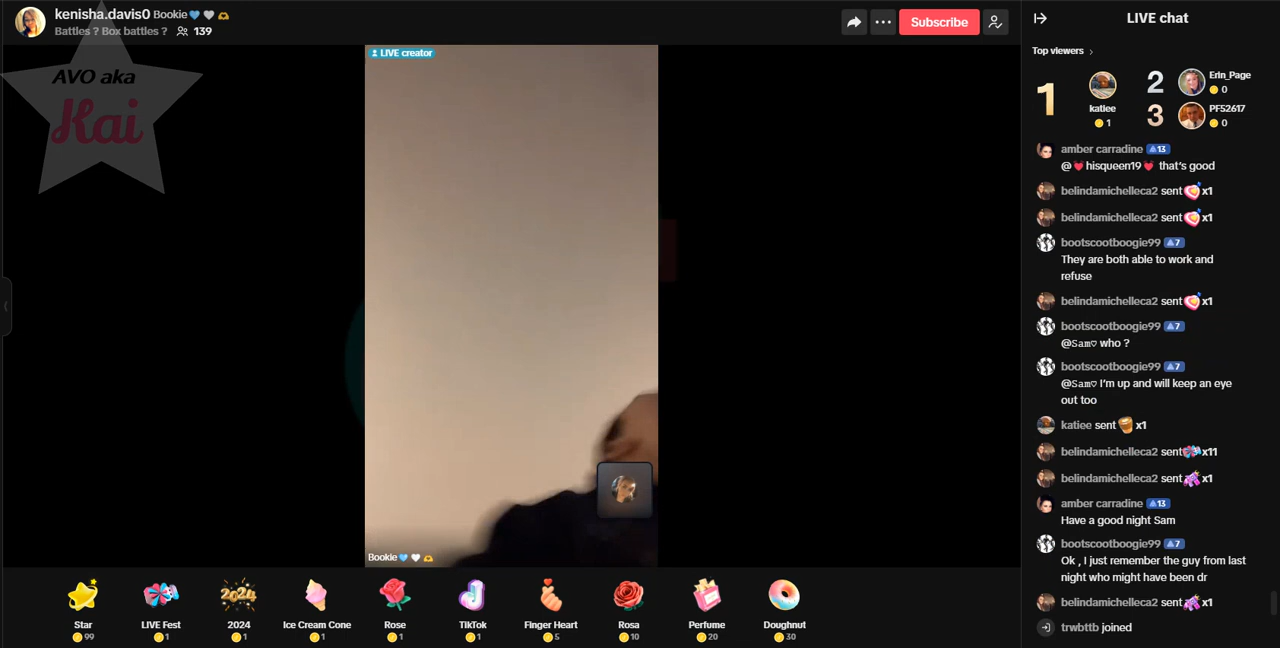 kenisha.davis0 Bookie🩵🤍🫶
Battles ? Box battles ? 139
Subscribe
LIVE chat
AVO aka
Kai
LIVE creator
Bookie🩵🤍🫶
Top viewers >
1
katiee
1
2
Erin_Page
0
3
PF52617
0
amber carradine 13
@💓hisqueen19💓 that's good
belindamichelleca2 sent x1
belindamichelleca2 sent x1
bootscootboogie99 7
They are both able to work and
refuse
belindamichelleca2 sent x1
bootscootboogie99 7
@Sam♡ who ?
bootscootboogie99 7
@Sam♡ I'm up and will keep an eye
out too
katiee sent x1
belindamichelleca2 sent x11
belindamichelleca2 sent x1
amber carradine 13
Have a good night Sam
bootscootboogie99 7
Ok , I just remember the guy from last
night who might have been dr
belindamichelleca2 sent x1
trwbttb joined
2024
Star LIVE Fest 2024 Ice Cream Cone Rose TikTok Finger Heart Rosa Perfume Doughnut
99 1 1 1 1 1 5 10 20 30